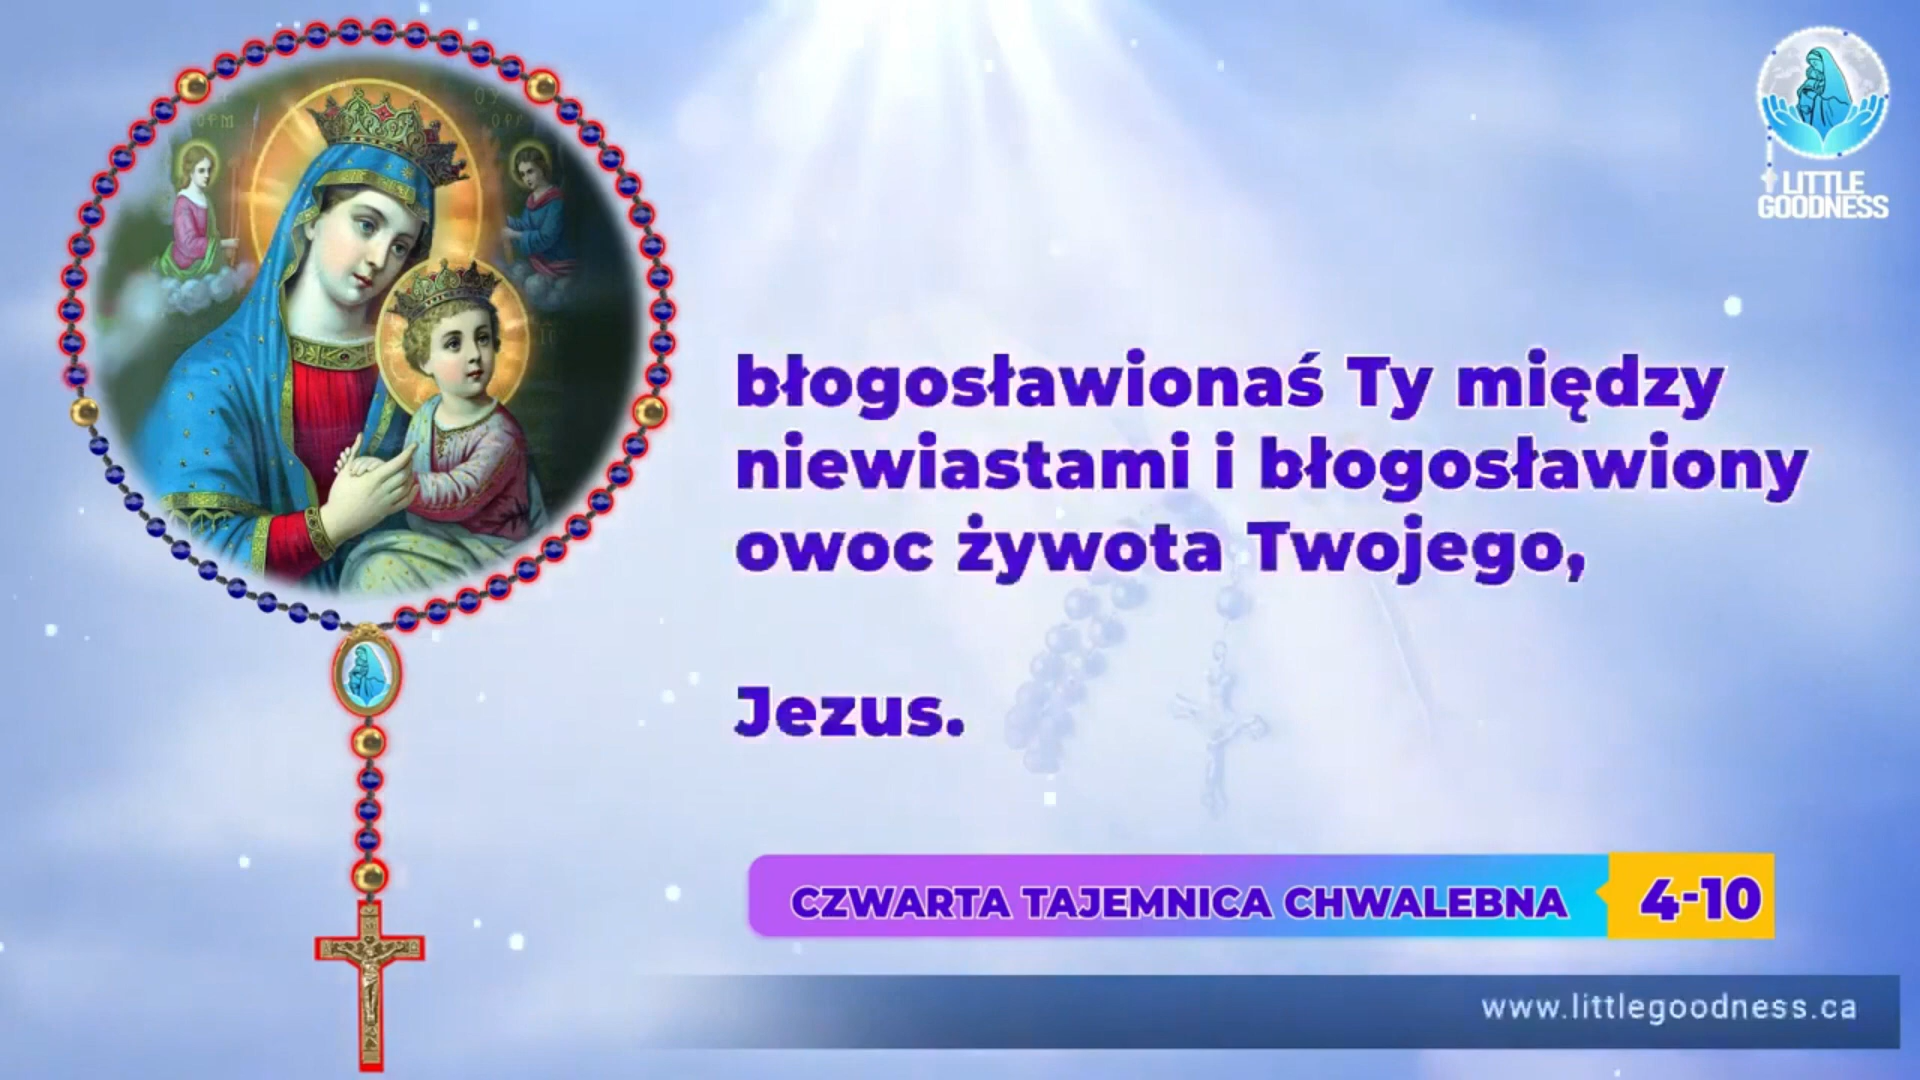 LITTLE
GOODNESS
błogosławionaś Ty między
niewiastami i błogosławiony
owoc żywota Twojego,
Jezus.
CZWARTA TAJEMNICA CHWALEBNA
4-10
www.littlegoodness.ca